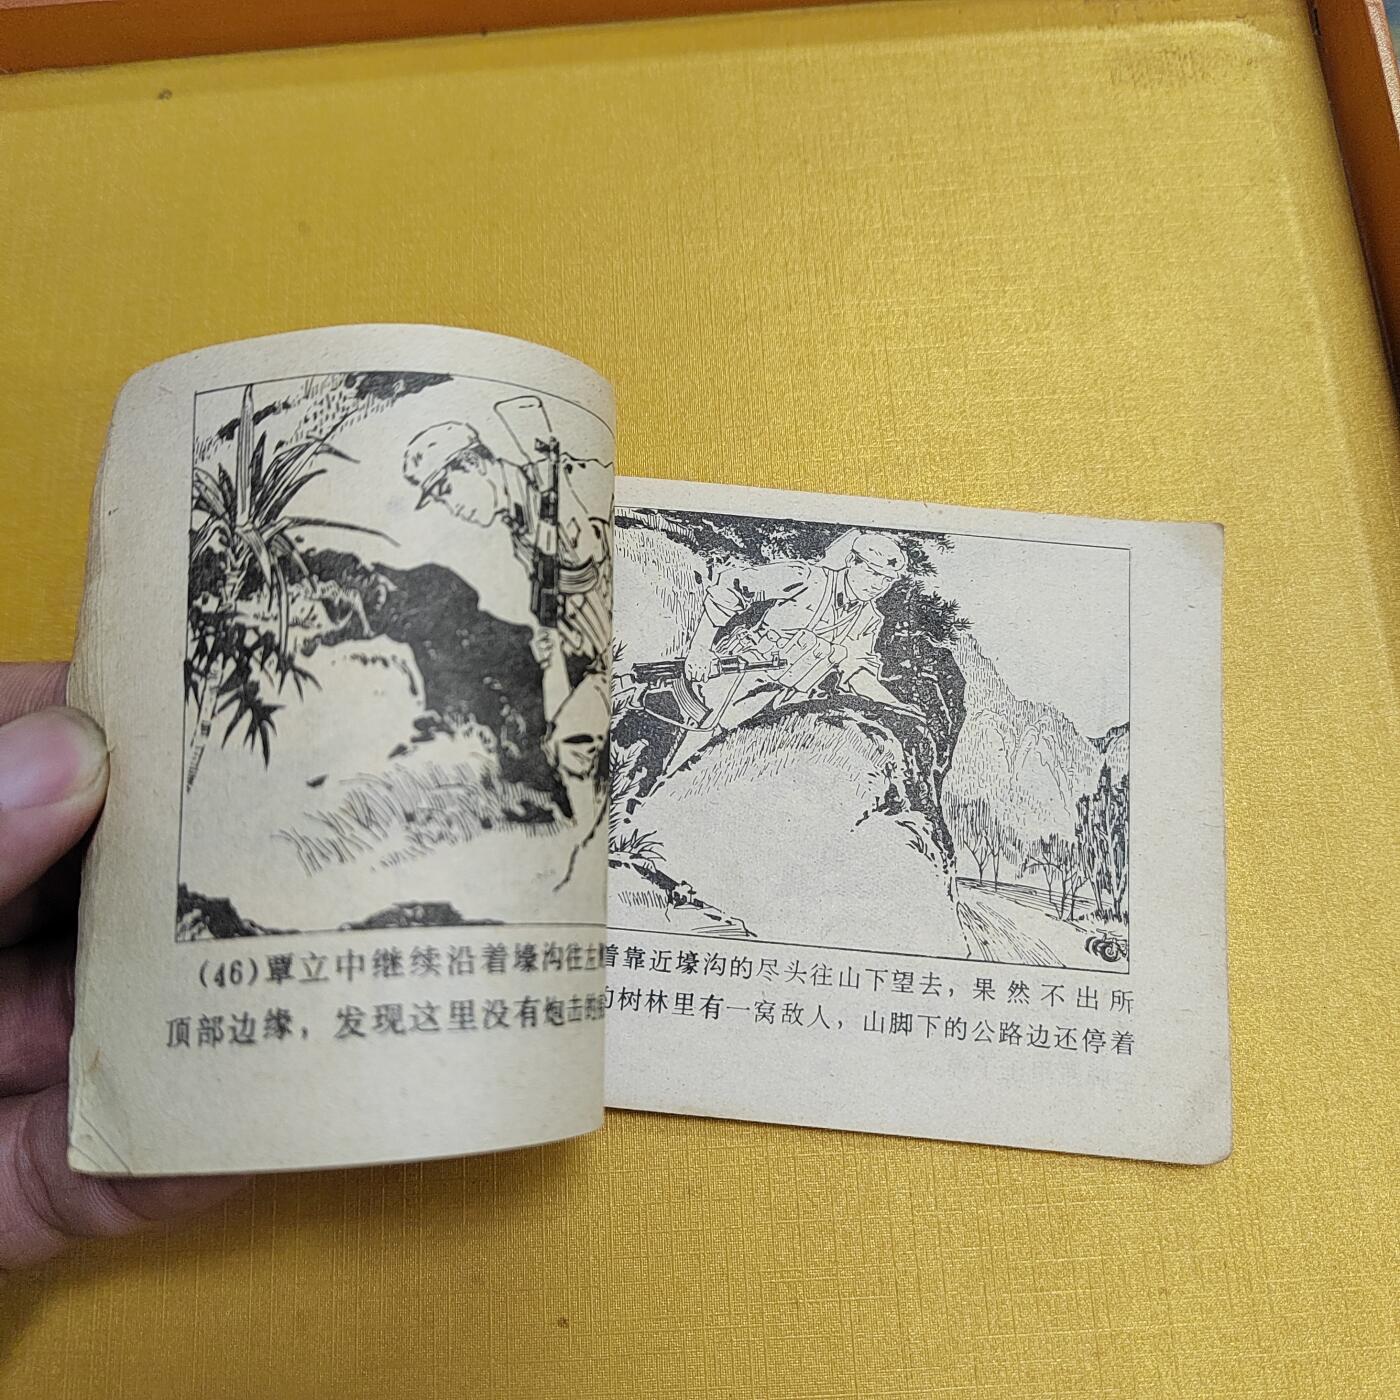 (46)覃立中继续沿着壕沟往左
顶部边缘，发现这里没有炮击的
着靠近壕沟的尽头往山下望去，果然不出所
的树林里有一窝敌人，山脚下的公路边还停着